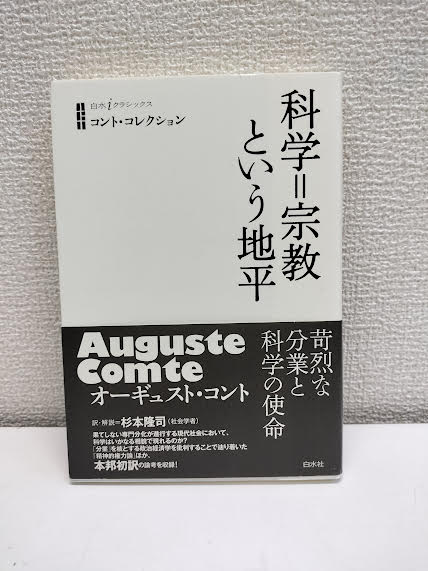 白水iクラシックス
コント・コレクション
科学=宗教
という地平
Auguste
Comte
オーギュスト・コント
苛烈な
分業と
科学の使命
訳・解説=杉本隆司(社会学者)
果てしない専門分化が進行する現代社会において、
科学はいかなる相貌で現れるのか?
「分業」を核とする政治経済学を批判することで辿り着いた
「精神的権力論」ほか、
本邦初訳の論考を収録!
白水社